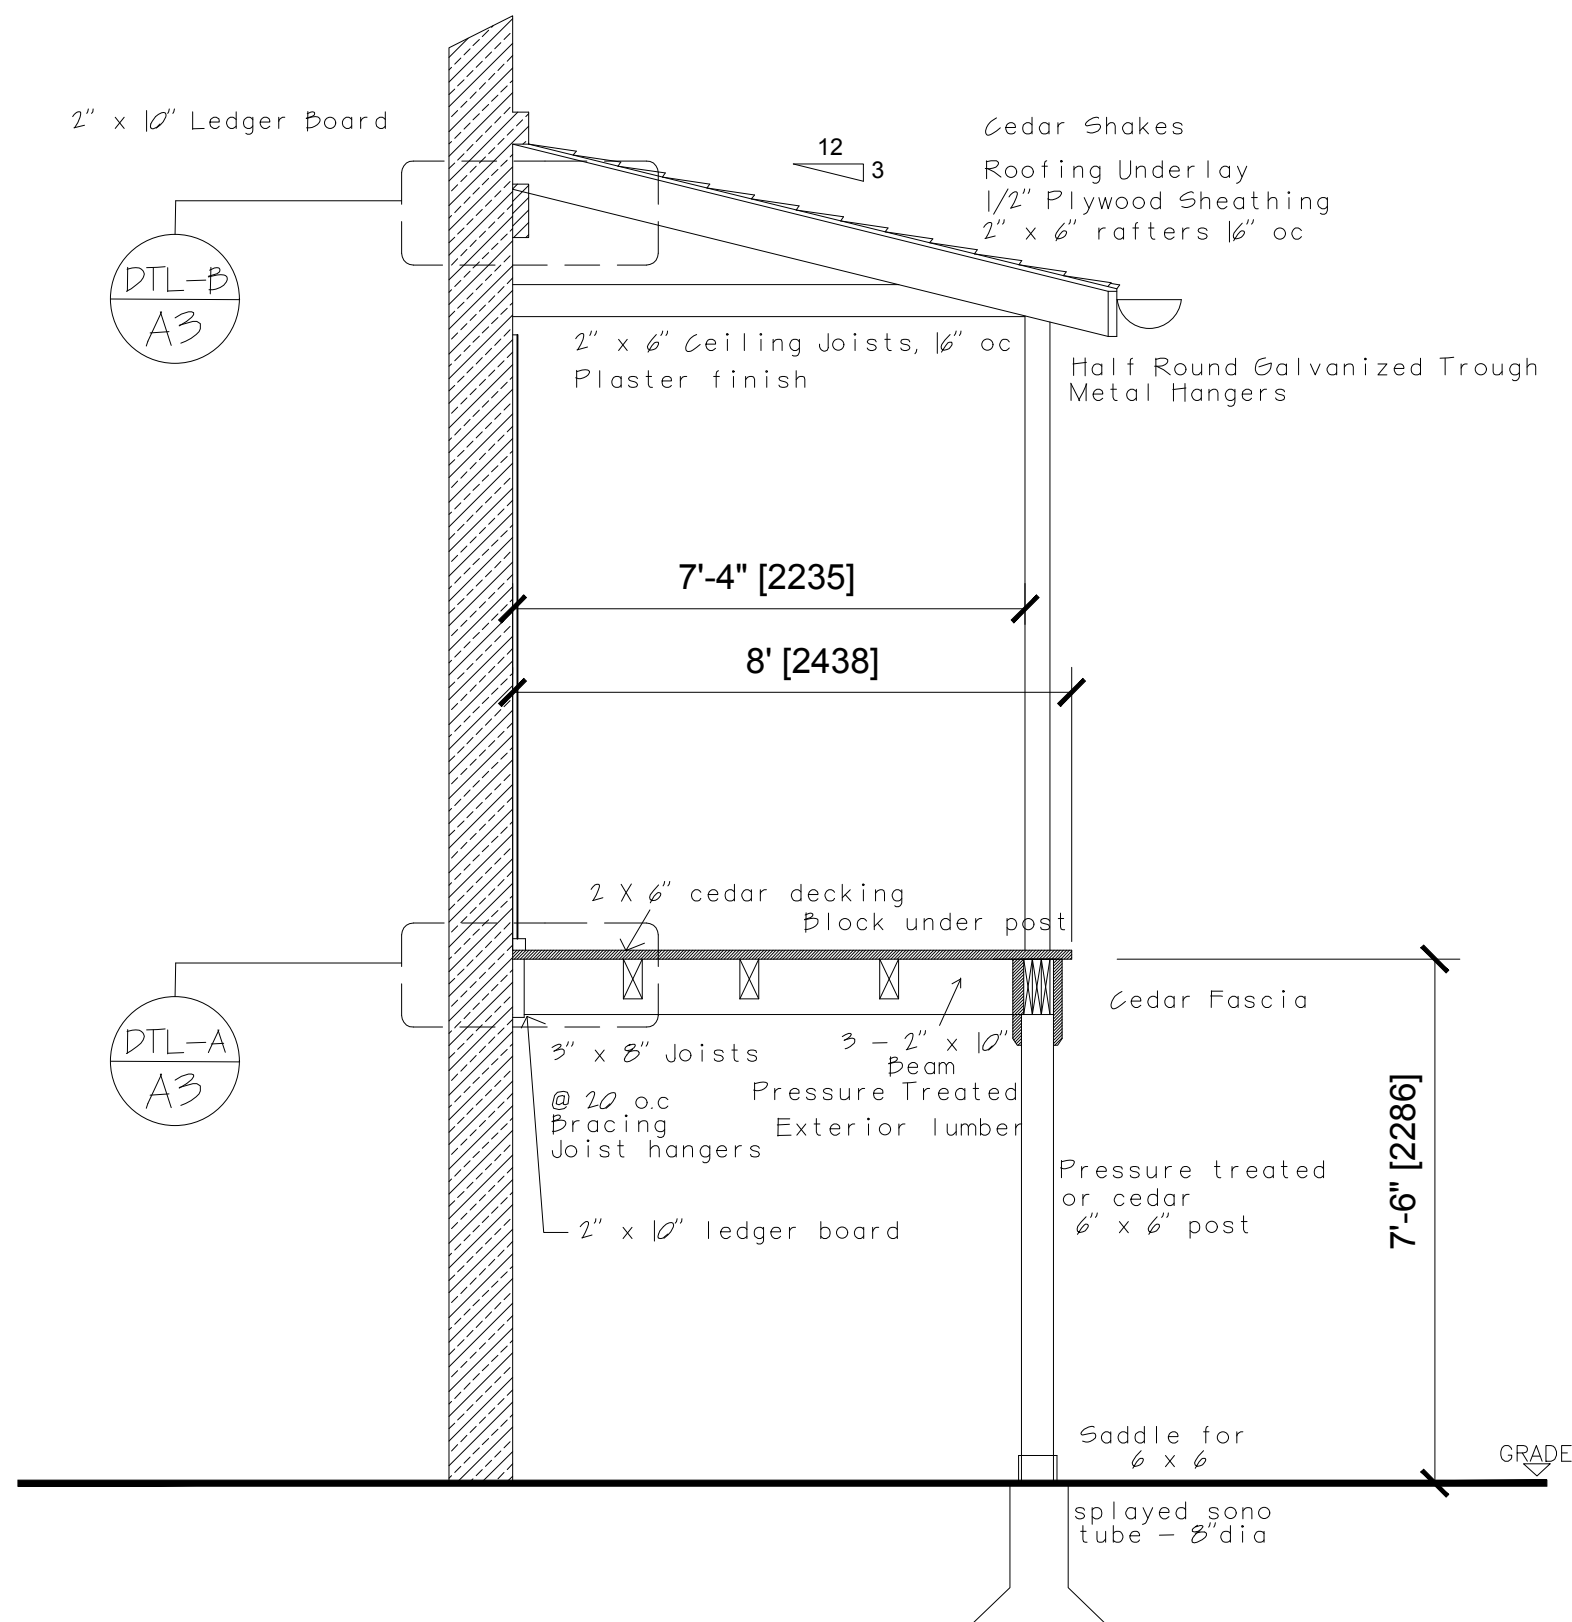 2" x 10" Ledger Board
Cedar Shakes
Roofing Underlay
1/2" Plywood Sheathing
2" x 6" rafters 16" oc
12
3
DTL-B
A3
2" x 6" Ceiling Joists, 16" oc
Plaster finish
Half Round Galvanized Trough
Metal Hangers
7'-4" [2235]
8' [2438]
2 X 6" cedar decking
Block under post
Cedar Fascia
DTL-A
A3
3" x 8" Joists
@ 20 o.c
Bracing
Joist hangers
3 - 2" x 10"
Beam
Pressure Treated
Exterior lumber
2" x 10" ledger board
Pressure treated
or cedar
6" x 6" post
7'-6" [2286]
Saddle for
6 x 6
GRADE
splayed sono
tube - 8"dia